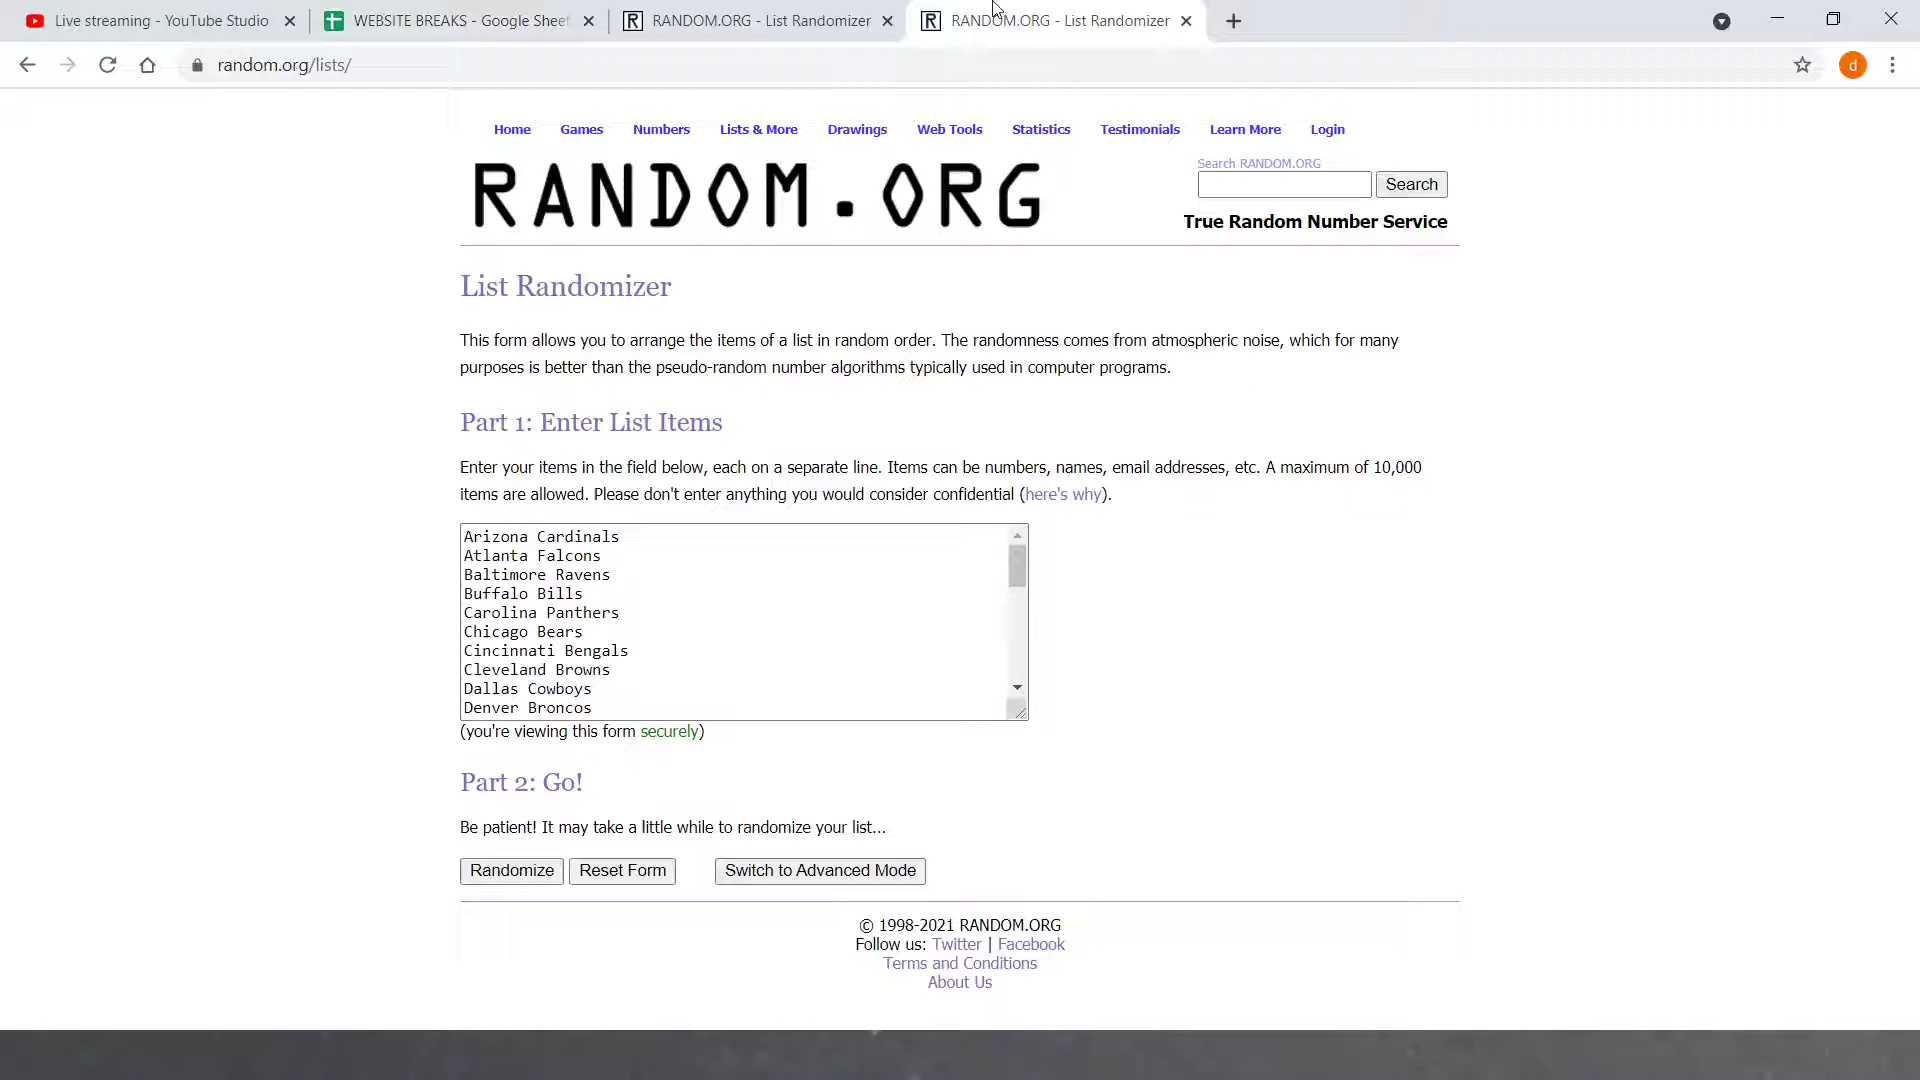 Live streaming - YouTube Studio
WEBSITE BREAKS - Google Sheet
RANDOM.ORG - List Randomizer
RANDOM.ORG - List Randomizer
random.org/lists/
d
Home Games Numbers Lists & More Drawings Web Tools Statistics Testimonials Learn More Login
RANDOM.ORG
Search RANDOM.ORG
Search
True Random Number Service
List Randomizer
This form allows you to arrange the items of a list in random order. The randomness comes from atmospheric noise, which for many
purposes is better than the pseudo-random number algorithms typically used in computer programs.
Part 1: Enter List Items
Enter your items in the field below, each on a separate line. Items can be numbers, names, email addresses, etc. A maximum of 10,000
items are allowed. Please don't enter anything you would consider confidential (here's why).
Arizona Cardinals
Atlanta Falcons
Baltimore Ravens
Buffalo Bills
Carolina Panthers
Chicago Bears
Cincinnati Bengals
Cleveland Browns
Dallas Cowboys
Denver Broncos
(you're viewing this form securely)
Part 2: Go!
Be patient! It may take a little while to randomize your list...
Randomize Reset Form Switch to Advanced Mode
© 1998-2021 RANDOM.ORG
Follow us: Twitter | Facebook
Terms and Conditions
About Us